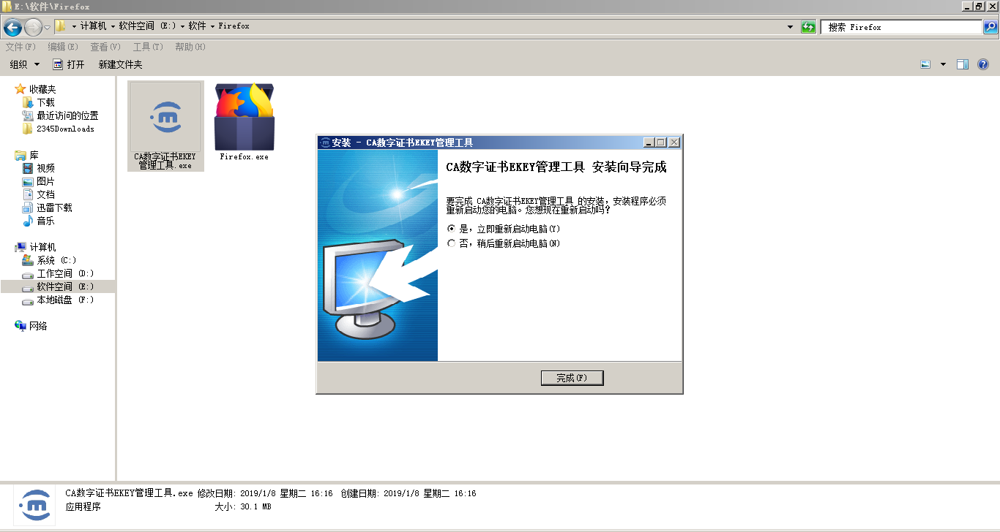 E:\软件\Firefox
计算机 软件空间 (E:) 软件 Firefox
搜索 Firefox
文件(F) 编辑(E) 查看(V) 工具(T) 帮助(H)
组织 打开 新建文件夹
收藏夹
下载
最近访问的位置
2345Downloads
库
视频
图片
文档
迅雷下载
音乐
计算机
系统 (C:)
工作空间 (D:)
软件空间 (E:)
本地磁盘 (F:)
网络
CA数字证书EKEY
管理工具.exe
Firefox.exe
安装 - CA数字证书EKEY管理工具
CA数字证书EKEY管理工具 安装向导完成
要完成 CA数字证书EKEY管理工具 的安装，安装程序必须
重新启动您的电脑。您想现在重新启动吗？
是，立即重新启动电脑(Y)
否，稍后重新启动电脑(N)
完成(F)
CA数字证书EKEY管理工具.exe 修改日期: 2019/1/8 星期二 16:16 创建日期: 2019/1/8 星期二 16:16
应用程序 大小: 30.1 MB